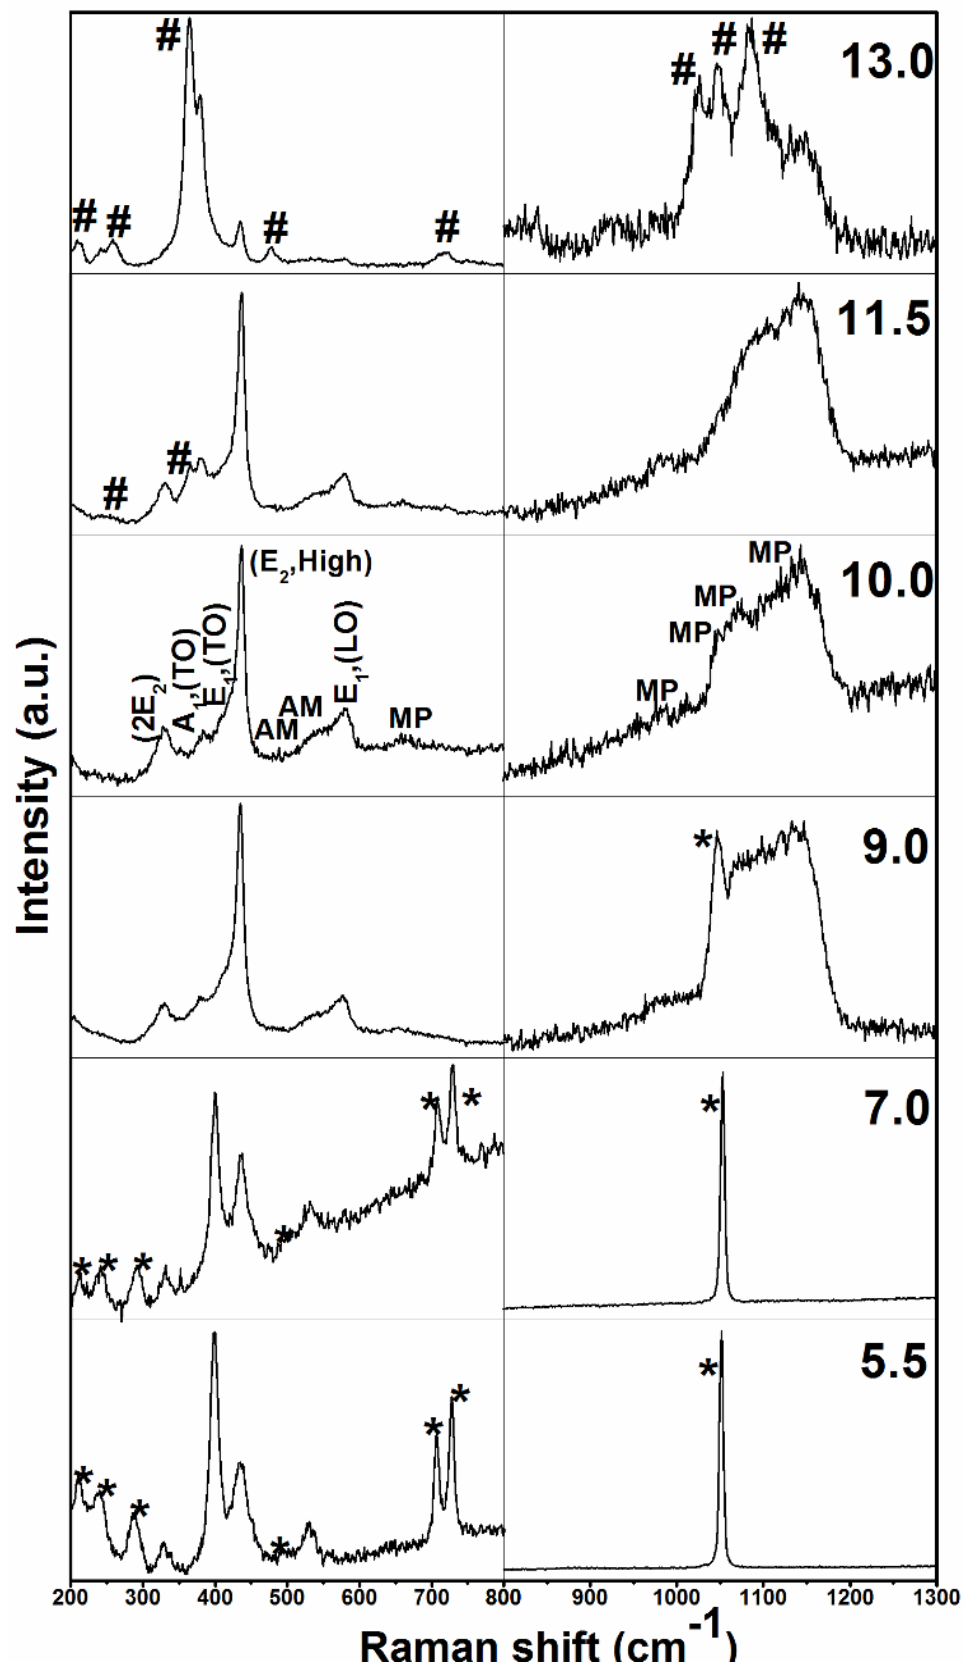 # # # # 13.0
#
# # # #
11.5
# #
(E2,High) MP 10.0
MP
MP
(2E2) A1,(TO) E1,(TO) AM AM E1,(LO) MP MP
* 9.0
* * * 7.0
* * * *
* * * 5.5
* * * *
Intensity (a.u.)
200 300 400 500 600 700 800 900 1000 1100 1200 1300
Raman shift (cm-1)